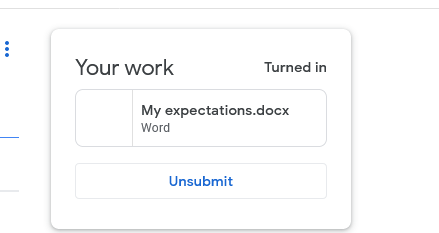 Your work
Turned in
My expectations.docx
Word
Unsubmit